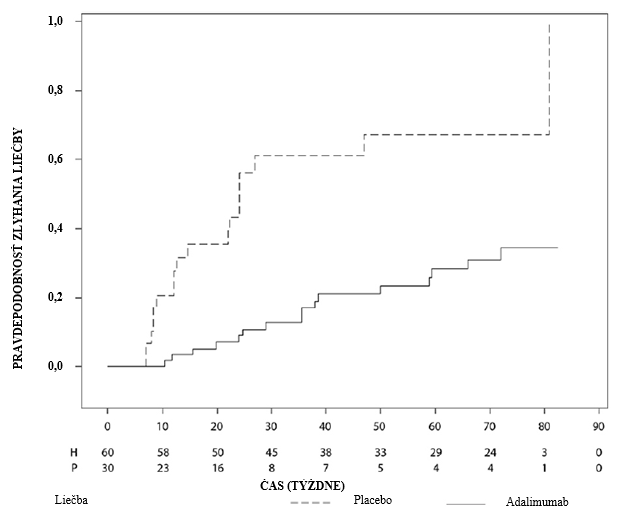 PRAVDEPODOBNOSŤ ZLYHANIA LIEČBY
1,0
0,8
0,6
0,4
0,2
0,0
0 10 20 30 40 50 60 70 80 90
H 60 58 50 45 38 33 29 24 3 0
P 30 23 16 8 7 5 4 4 1 0
ČAS (TÝŽDNE)
Liečba Placebo Adalimumab